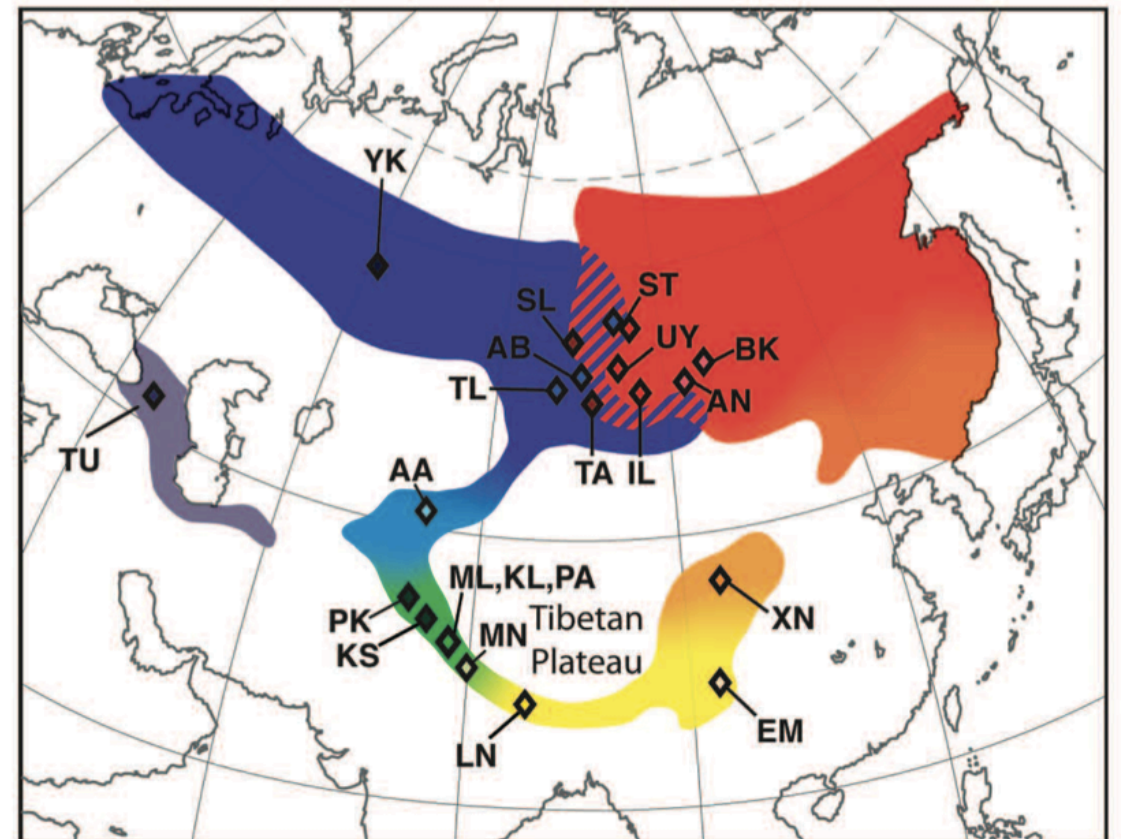 YK
ST
SL
UY
AB
BK
TL
AN
TU
TA IL
AA
ML,KL,PA
Tibetan
PK
XN
MN
KS
Plateau
EM
LN